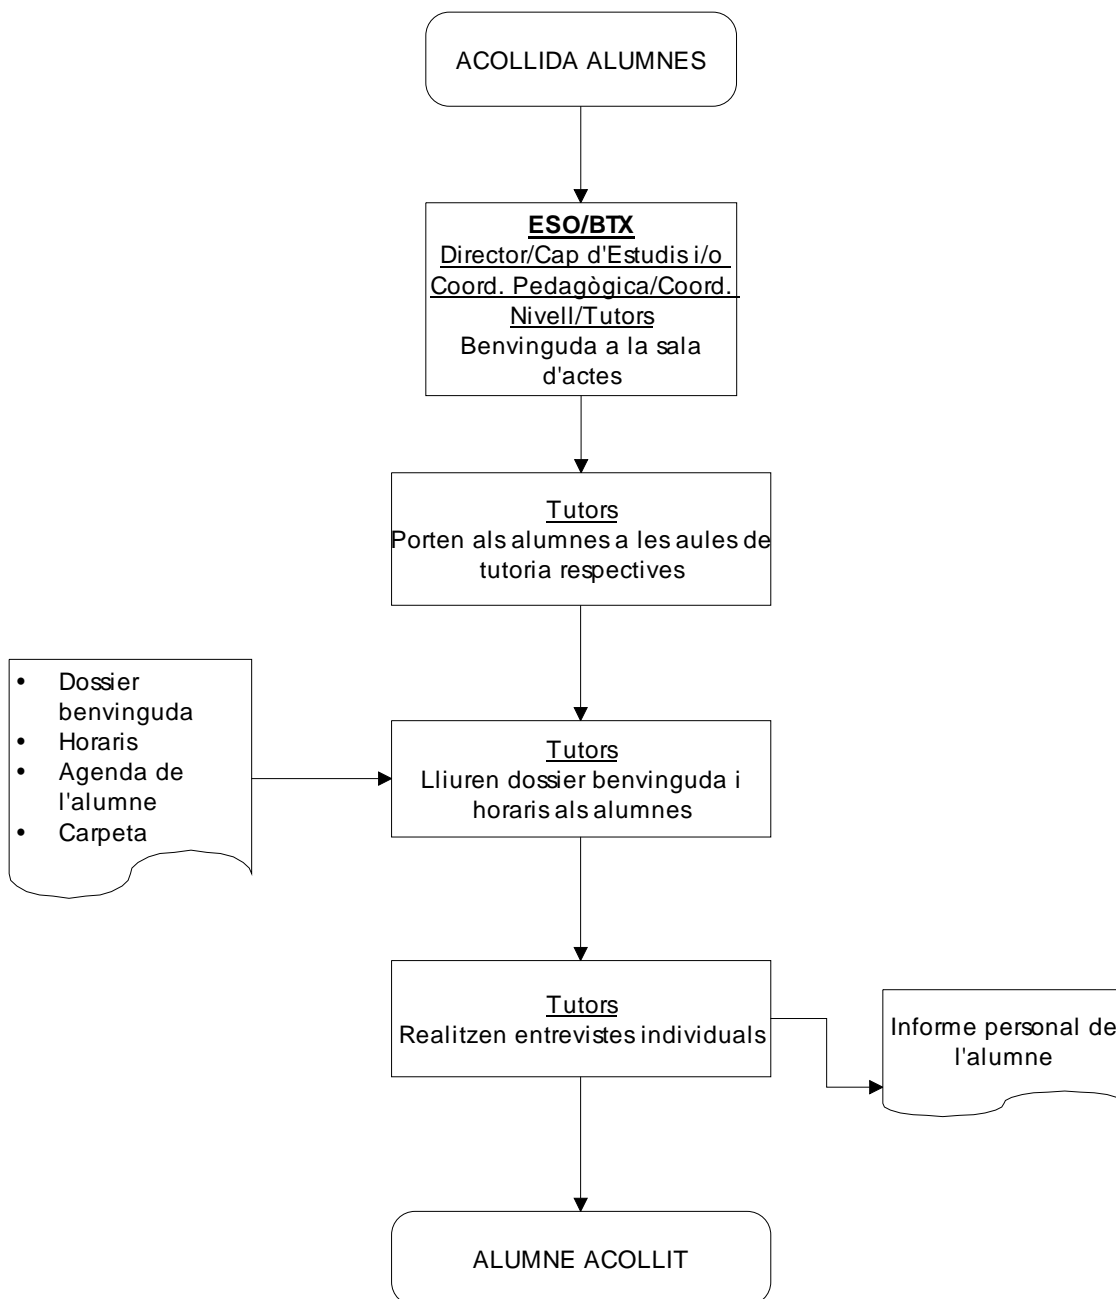 ACOLLIDA ALUMNES
ESO/BTX
Director/Cap d'Estudis i/o
Coord. Pedagògica/Coord.
Nivell/Tutors
Benvinguda a la sala
d'actes
Tutors
Porten als alumnes a les aules de
tutoria respectives
• Dossier
benvinguda
• Horaris
• Agenda de
l'alumne
• Carpeta
Tutors
Lliuren dossier benvinguda i
horaris als alumnes
Tutors
Realitzen entrevistes individuals
Informe personal de
l'alumne
ALUMNE ACOLLIT